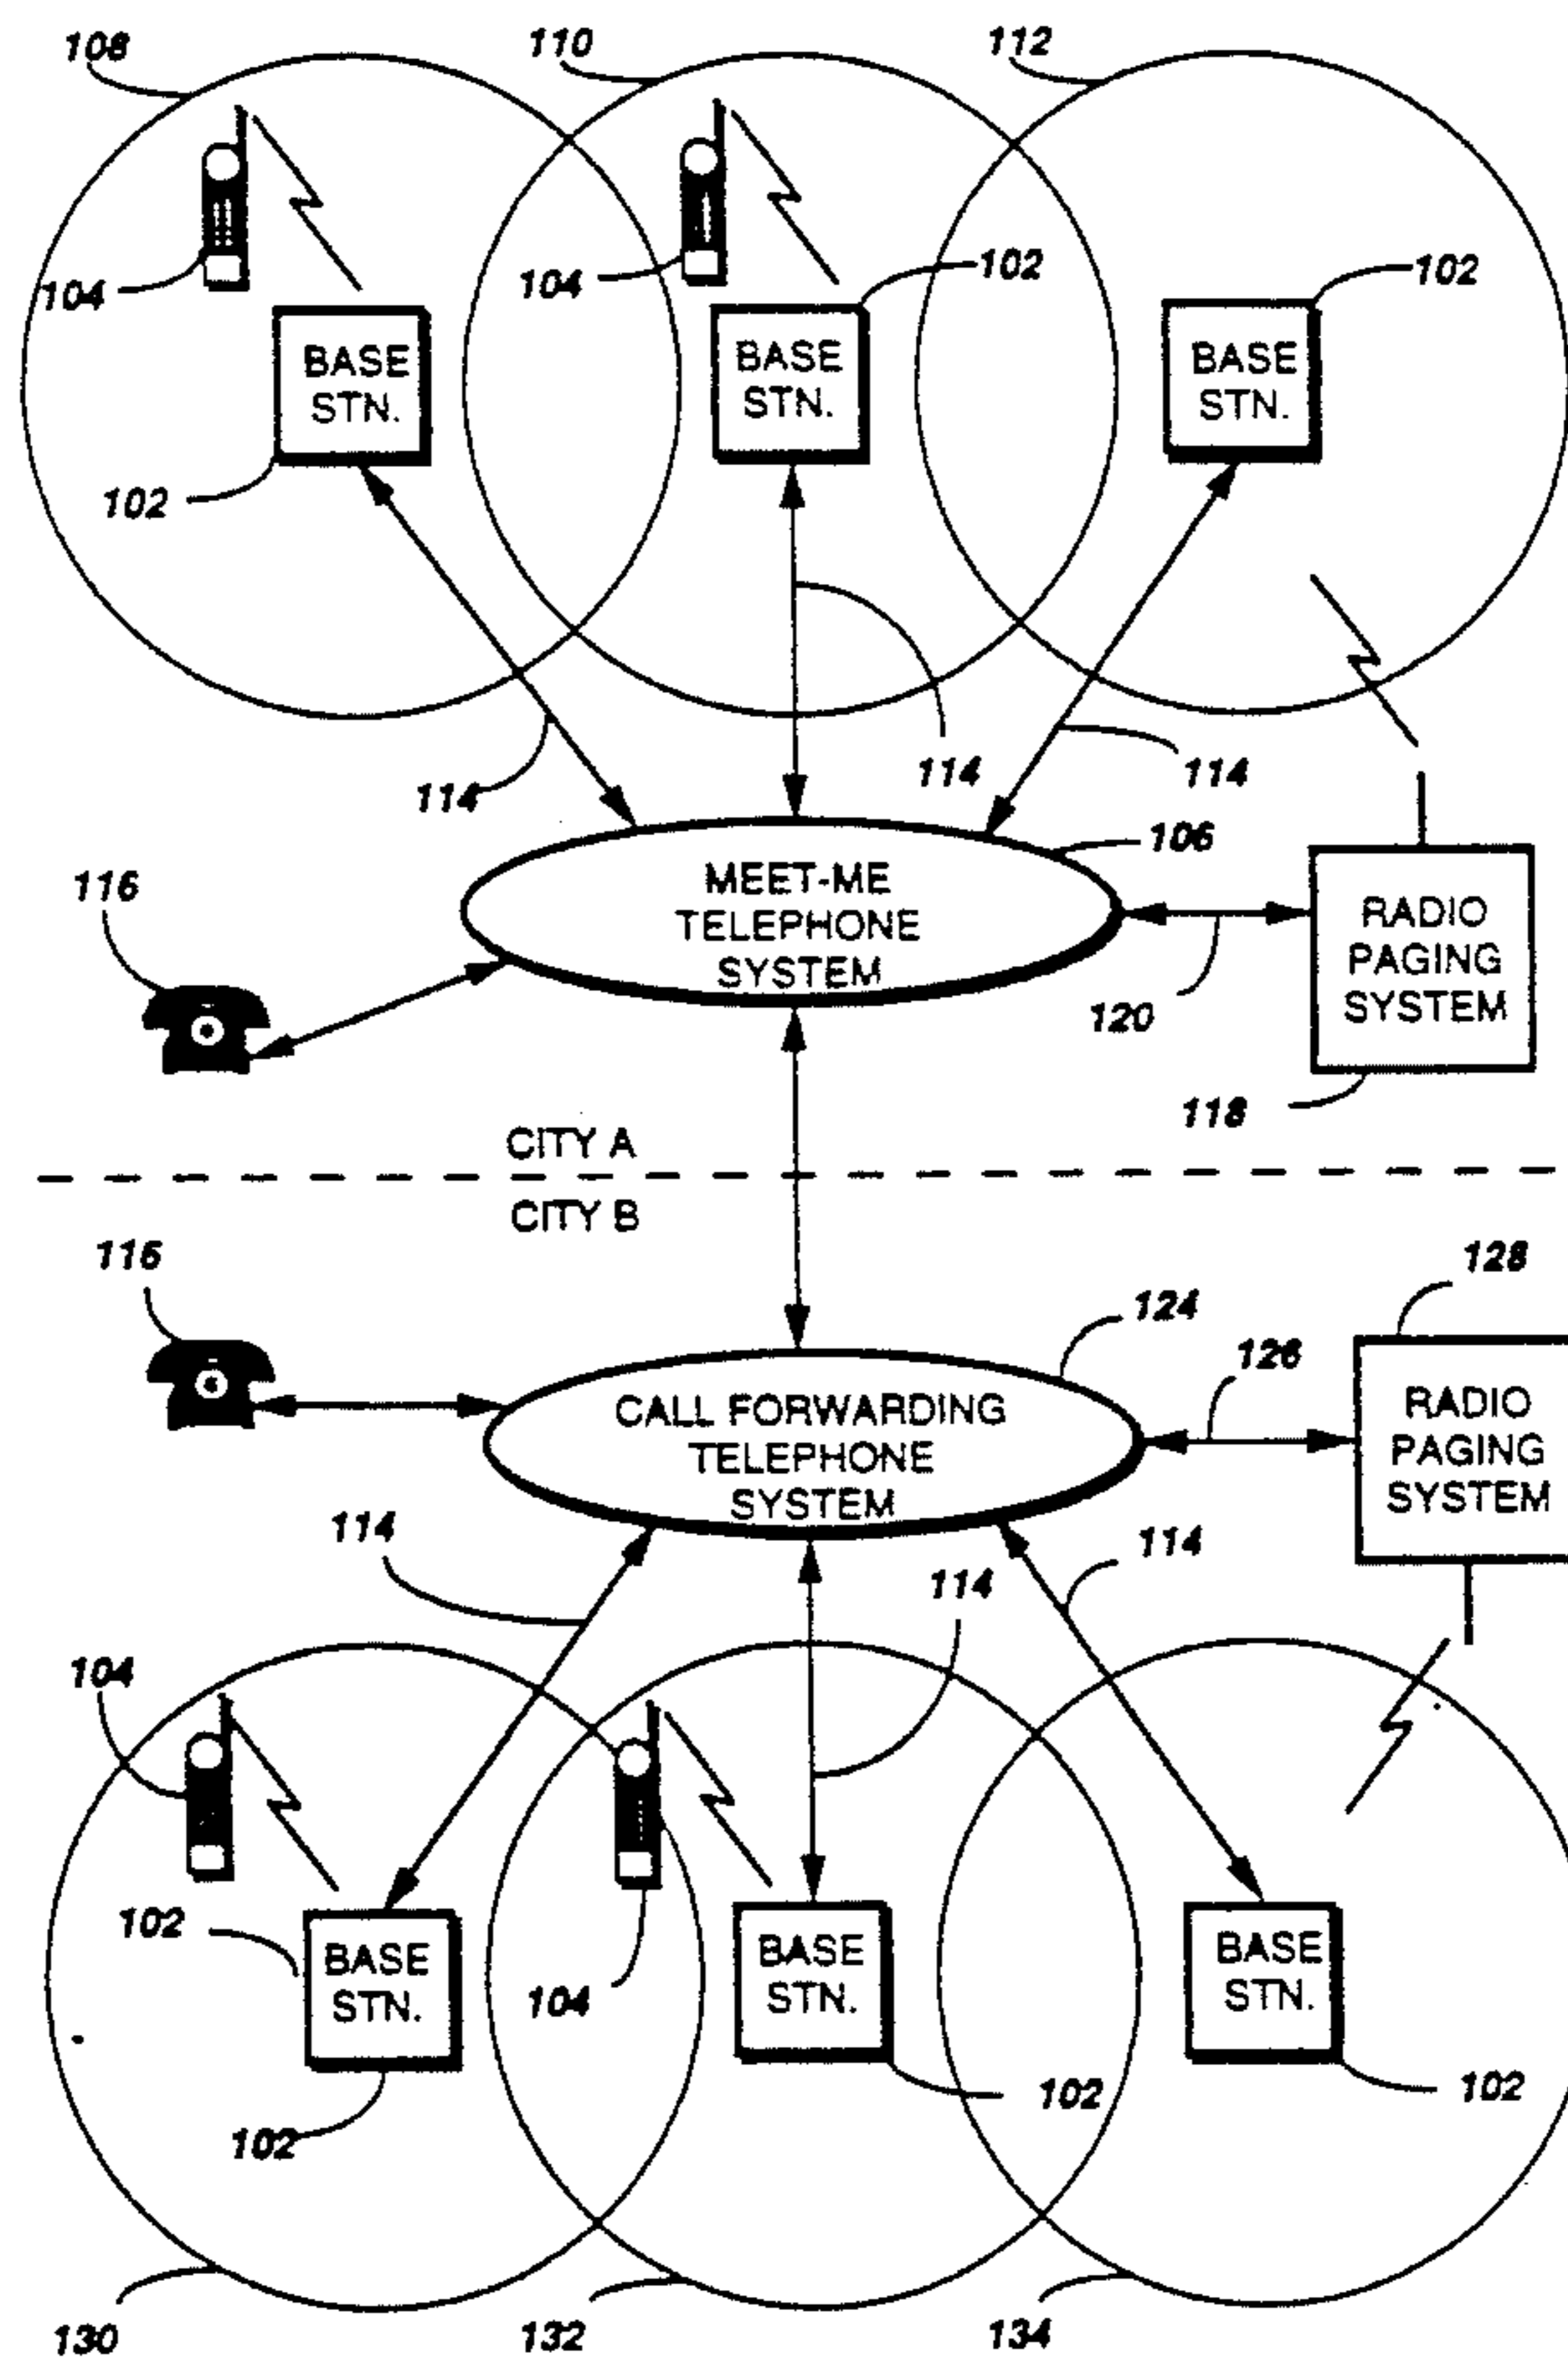 108
110
112
104
104
102
102
BASE
STN.
BASE
STN.
BASE
STN.
102
114
114
114
106
MEET-ME
TELEPHONE
SYSTEM
116
RADIO
PAGING
SYSTEM
120
118
CITY A
CITY B
116
128
124
126
CALL FORWARDING
TELEPHONE
SYSTEM
RADIO
PAGING
SYSTEM
114
114
114
104
102
104
BASE
STN.
BASE
STN.
BASE
STN.
102
102
102
130
132
134